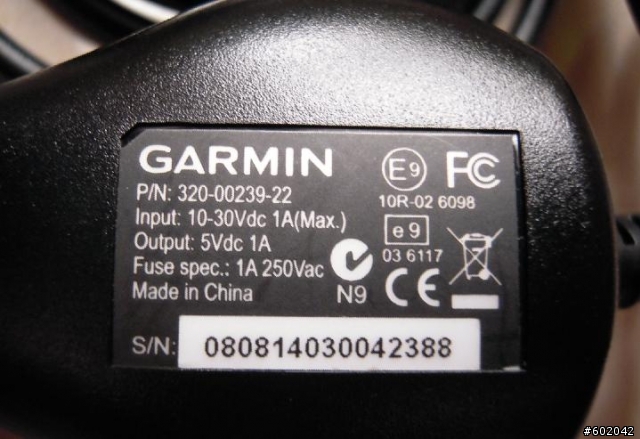 GARMIN
P/N: 320-00239-22
Input: 10-30Vdc 1A(Max.)
Output: 5Vdc 1A
Fuse spec.: 1A 250Vac
Made in China
N9
E9
FC
10R-02 6098
e9
03 6117
CE
S/N: 080814030042388
#602042